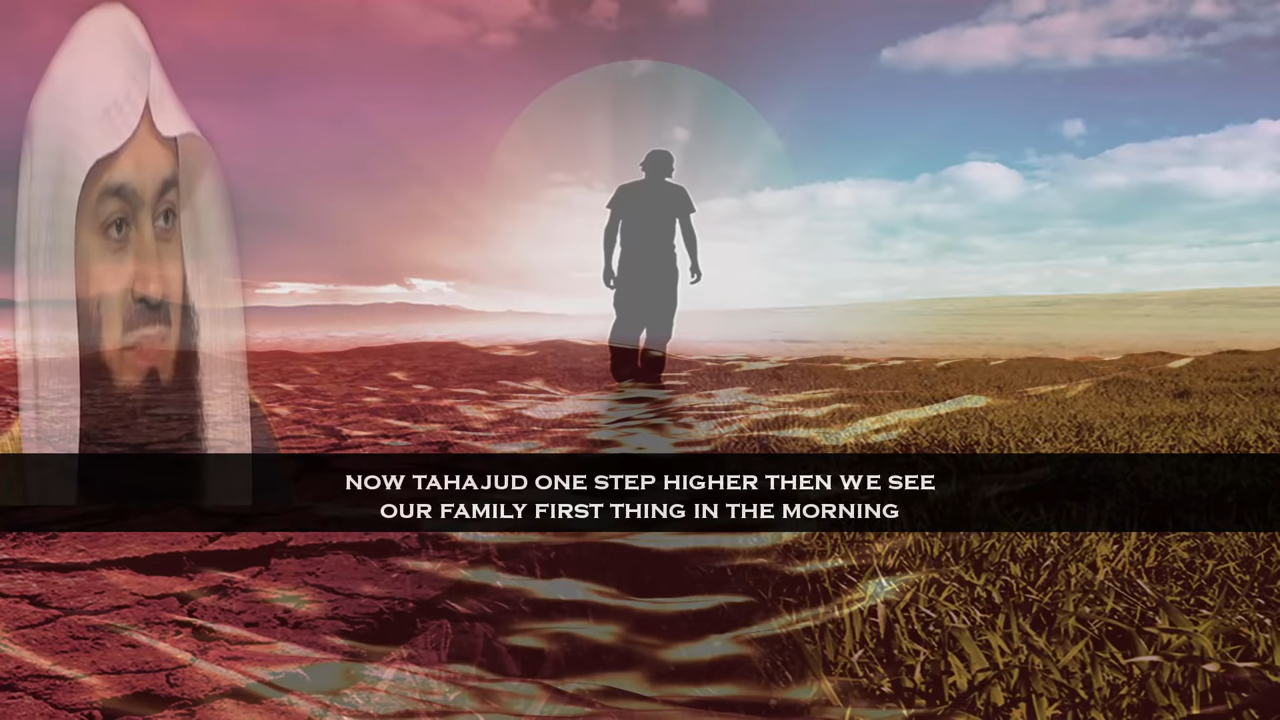 NOW TAHAJUD ONE STEP HIGHER THEN WE SEE
OUR FAMILY FIRST THING IN THE MORNING